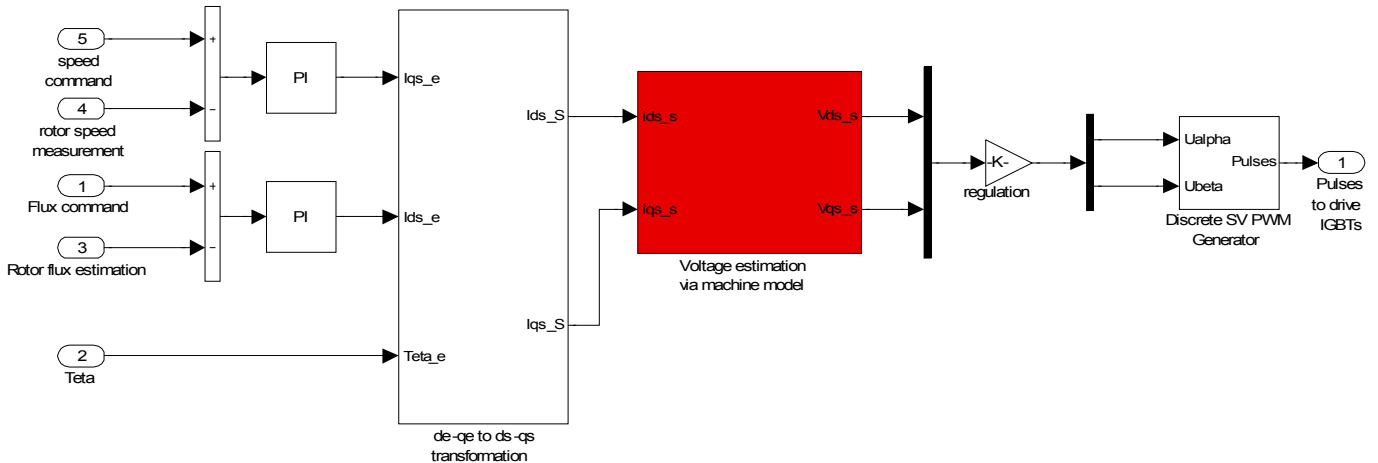 5
speed
command
+
−
PI
4
rotor speed
measurement
1
Flux command
+
−
PI
3
Rotor flux estimation
2
Teta
Iqs_e
Ids_e
Teta_e
Ids_S
Iqs_S
de-qe to ds-qs
transformation
ids_s
iqs_s
Vds_s
Vqs_s
Voltage estimation
via machine model
-K-
regulation
Ualpha
Ubeta
Pulses
Discrete SV PWM
Generator
1
Pulses
to drive
IGBTs